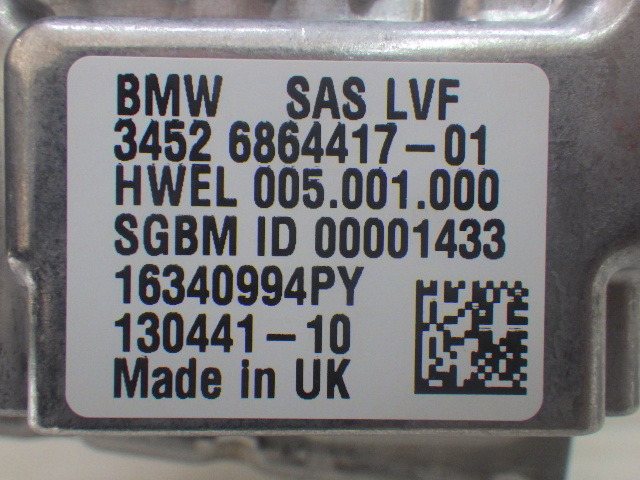 BMW SAS LVF
3452 6864417-01
HWEL 005.001.000
SGBM ID 00001433
16340994PY
130441-10
Made in UK